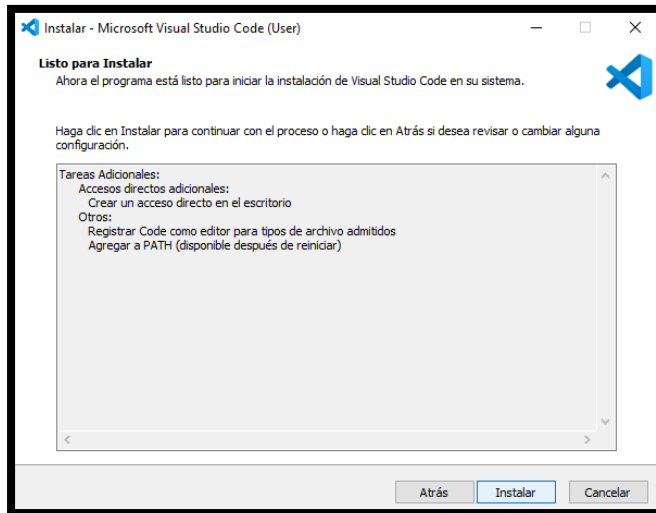 Instalar - Microsoft Visual Studio Code (User)
Listo para Instalar
Ahora el programa está listo para iniciar la instalación de Visual Studio Code en su sistema.
Haga clic en Instalar para continuar con el proceso o haga clic en Atrás si desea revisar o cambiar alguna
configuración.
Tareas Adicionales:
Accesos directos adicionales:
Crear un acceso directo en el escritorio
Otros:
Registrar Code como editor para tipos de archivo admitidos
Agregar a PATH (disponible después de reiniciar)
Atrás Instalar Cancelar